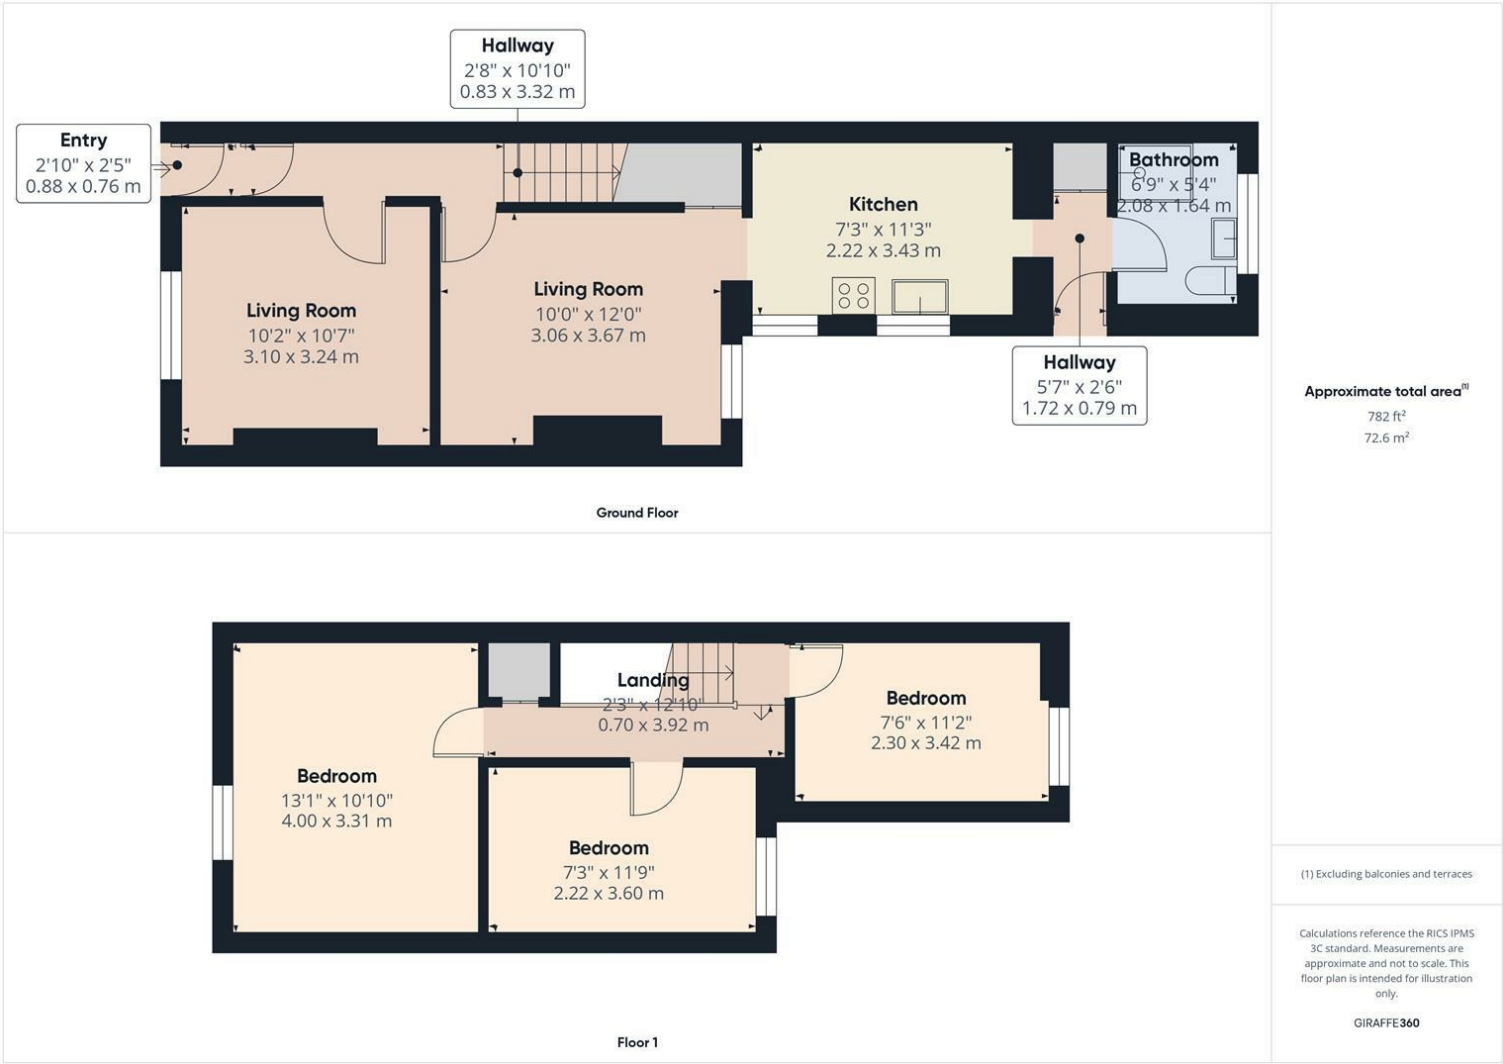 Hallway
2'8" x 10'10"
0.83 x 3.32 m
Entry
2'10" x 2'5"
0.88 x 0.76 m
Living Room
10'2" x 10'7"
3.10 x 3.24 m
Living Room
10'0" x 12'0"
3.06 x 3.67 m
Kitchen
7'3" x 11'3"
2.22 x 3.43 m
Bathroom
6'9" x 5'4"
2.08 x 1.64 m
Hallway
5'7" x 2'6"
1.72 x 0.79 m
Ground Floor
Landing
2'3" x 12'10"
0.70 x 3.92 m
Bedroom
7'6" x 11'2"
2.30 x 3.42 m
Bedroom
13'1" x 10'10"
4.00 x 3.31 m
Bedroom
7'3" x 11'9"
2.22 x 3.60 m
Floor 1
Approximate total area(1)
782 ft²
72.6 m²
(1) Excluding balconies and terraces
Calculations reference the RICS IPMS
3C standard. Measurements are
approximate and not to scale. This
floor plan is intended for illustration
only.
GIRAFFE360